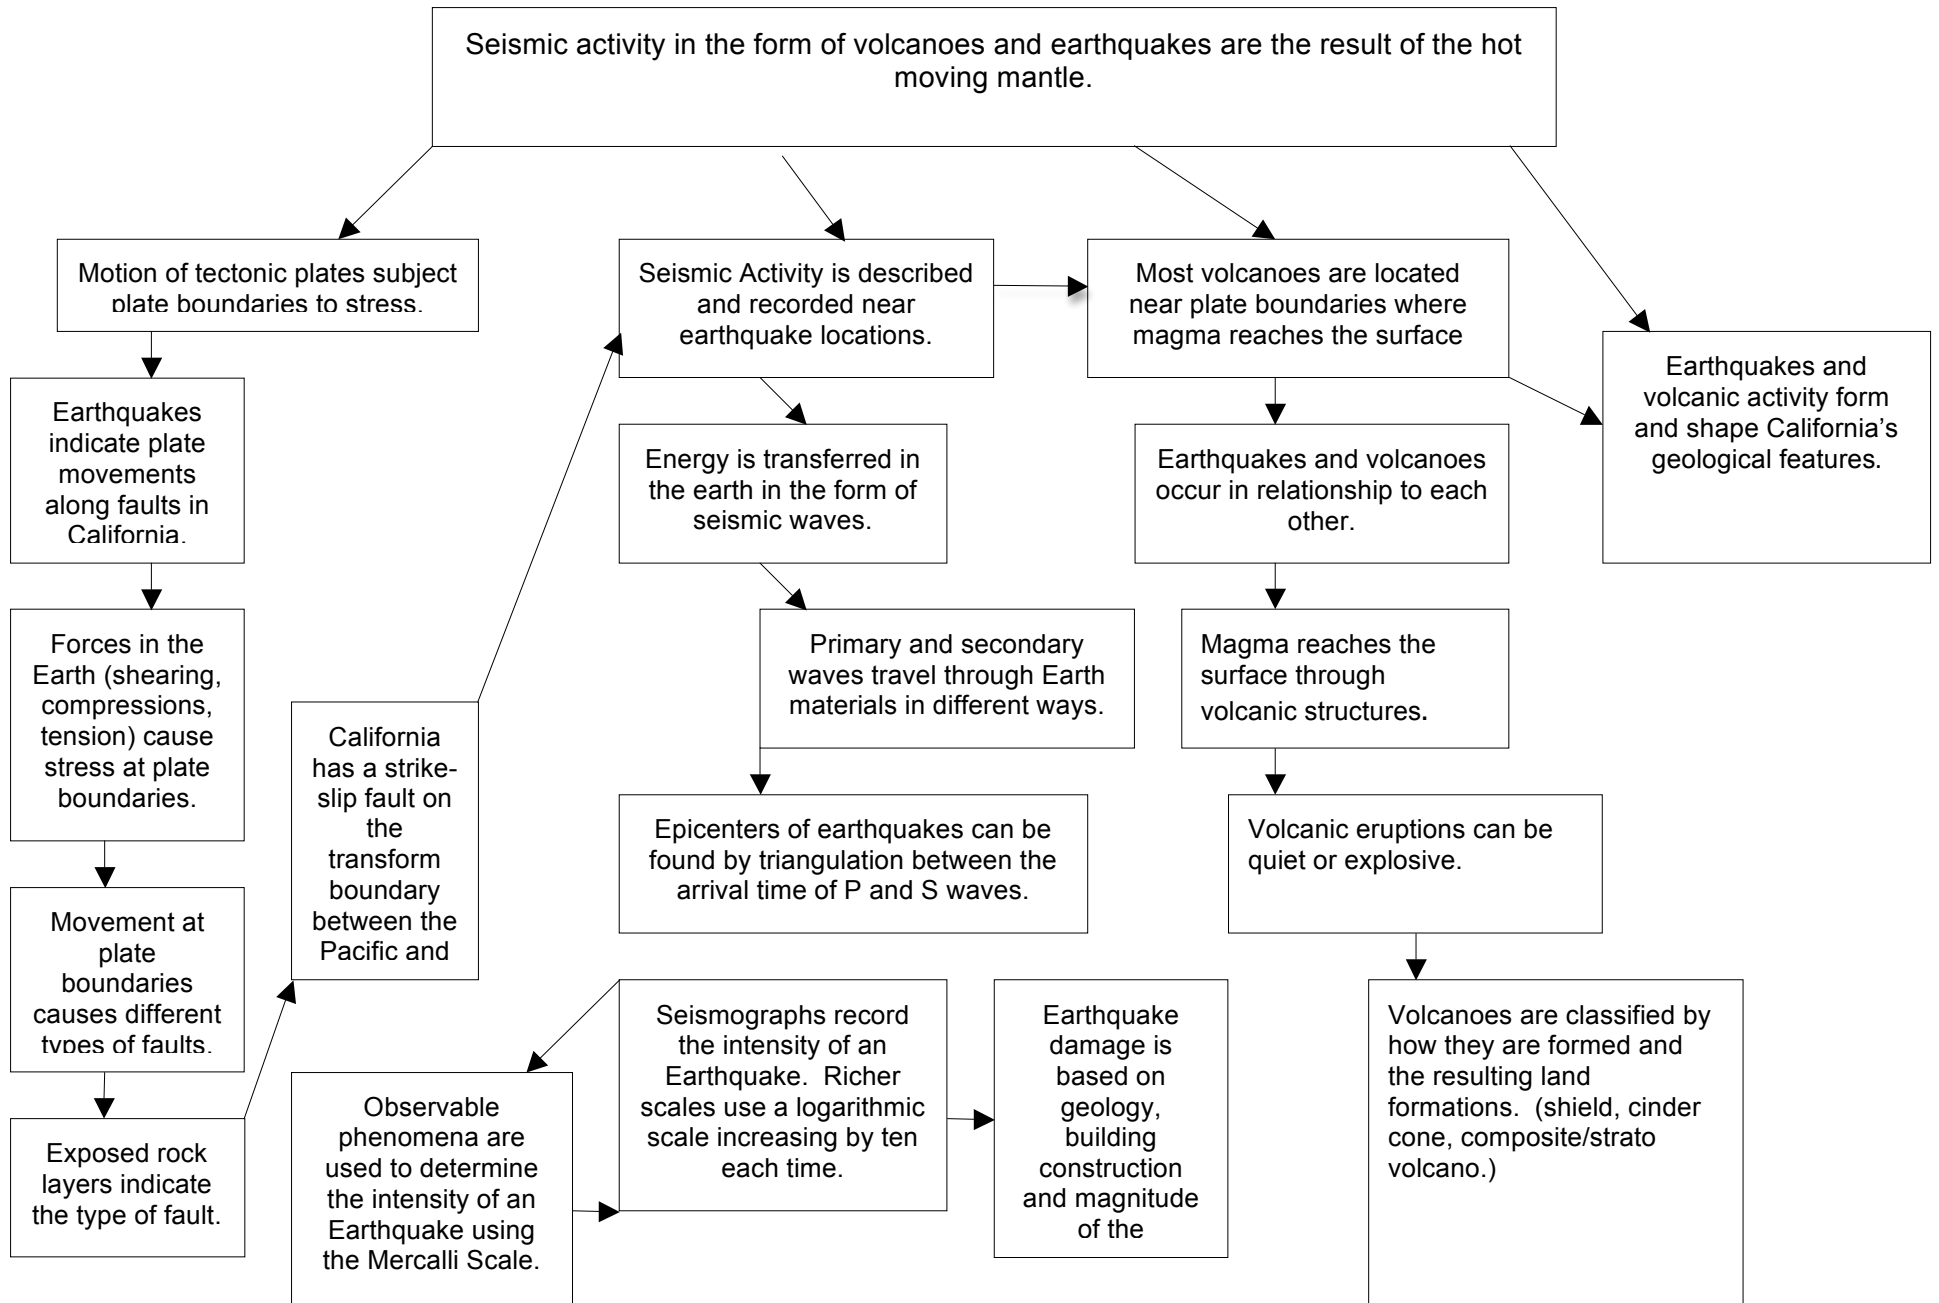 Seismic activity in the form of volcanoes and earthquakes are the result of the hot
moving mantle.
Motion of tectonic plates subject
plate boundaries to stress.
Seismic Activity is described
and recorded near
earthquake locations.
Most volcanoes are located
near plate boundaries where
magma reaches the surface
Earthquakes and
volcanic activity form
and shape California's
geological features.
Earthquakes
indicate plate
movements
along faults in
California.
Energy is transferred in
the earth in the form of
seismic waves.
Earthquakes and volcanoes
occur in relationship to each
other.
Forces in the
Earth (shearing,
compressions,
tension) cause
stress at plate
boundaries.
Primary and secondary
waves travel through Earth
materials in different ways.
Magma reaches the
surface through
volcanic structures.
California
has a strike-
slip fault on
the
transform
boundary
between the
Pacific and
Epicenters of earthquakes can be
found by triangulation between the
arrival time of P and S waves.
Volcanic eruptions can be
quiet or explosive.
Movement at
plate
boundaries
causes different
types of faults.
Seismographs record
the intensity of an
Earthquake.  Richer
scales use a logarithmic
scale increasing by ten
each time.
Earthquake
damage is
based on
geology,
building
construction
and magnitude
of the
Volcanoes are classified by
how they are formed and
the resulting land
formations.  (shield, cinder
cone, composite/strato
volcano.)
Observable
phenomena are
used to determine
the intensity of an
Earthquake using
the Mercalli Scale.
Exposed rock
layers indicate
the type of fault.